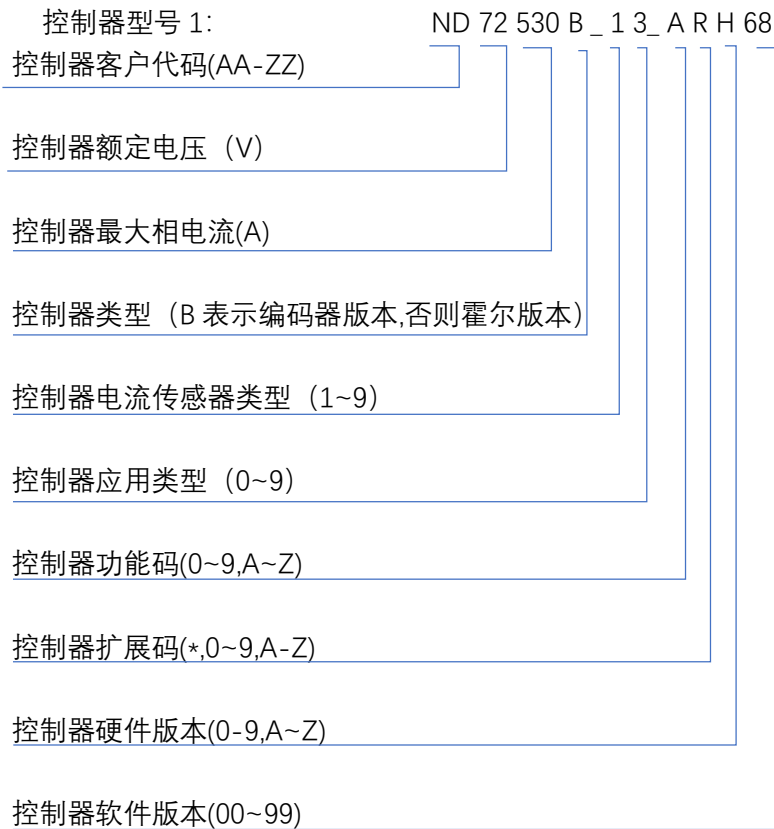 控制器型号 1: ND 72 530 B _ 1 3_ A R H 68
控制器客户代码(AA-ZZ)
控制器额定电压（V）
控制器最大相电流(A)
控制器类型（B 表示编码器版本,否则霍尔版本）
控制器电流传感器类型（1~9）
控制器应用类型（0~9）
控制器功能码(0~9,A~Z)
控制器扩展码(*,0~9,A-Z)
控制器硬件版本(0-9,A~Z)
控制器软件版本(00~99)